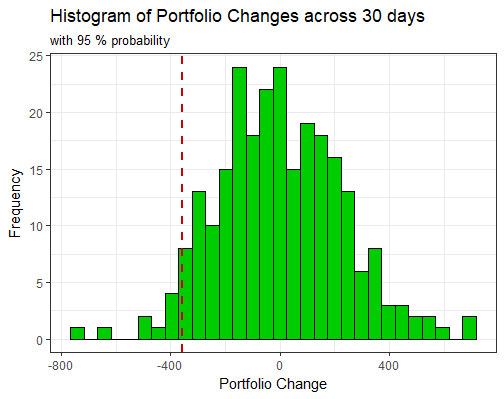 Histogram of Portfolio Changes across 30 days
with 95 % probability
25
20
15
10
5
0
Frequency
-800
-400
0
400
Portfolio Change